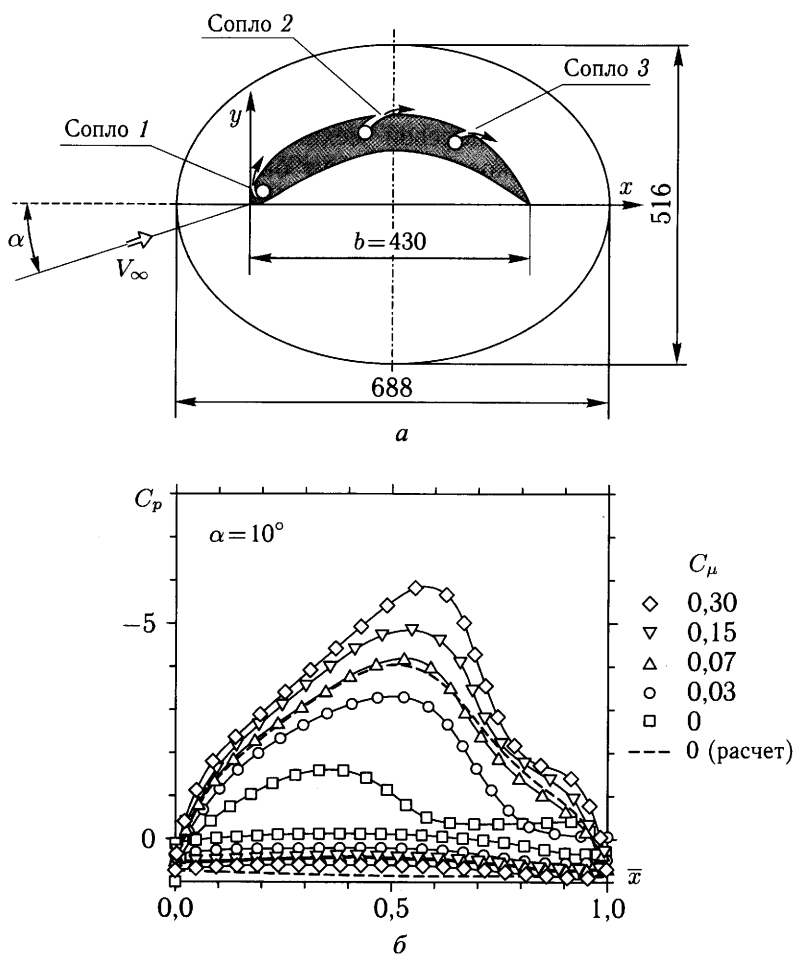 Сопло 2
Сопло 3
Сопло 1
y
x
α
V∞
b=430
516
688
а
Cp
α=10°
Cμ
−5
0
0,30
0,15
0,07
0,03
0
0 (расчет)
x̅
0,0
0,5
1,0
б